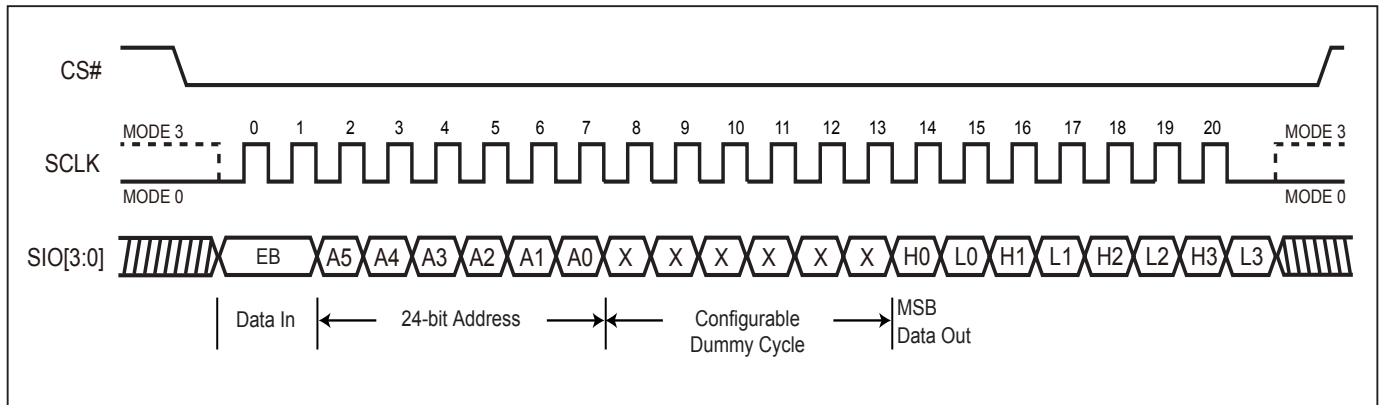 CS#
MODE 3 0 1 2 3 4 5 6 7 8 9 10 11 12 13 14 15 16 17 18 19 20 MODE 3
SCLK
MODE 0 MODE 0
SIO[3:0] EB A5 A4 A3 A2 A1 A0 X X X X X X H0 L0 H1 L1 H2 L2 H3 L3
Data In 24-bit Address Configurable MSB
Dummy Cycle Data Out